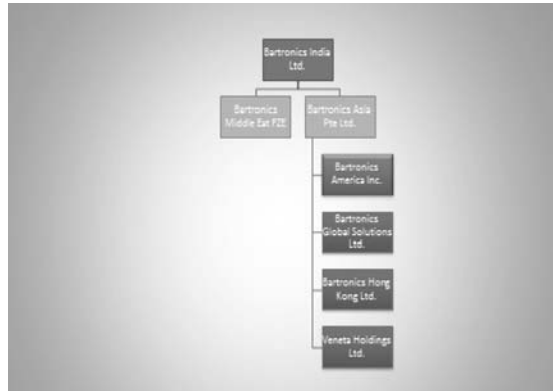 Bartronics India
Ltd.
Bartronics
Middle Eat FZE
Bartronics Asia
Pte Ltd.
Bartronics
America Inc.
Bartronics
Global Solutions
Ltd.
Bartronics Hong
Kong Ltd.
Veneta Holdings
Ltd.